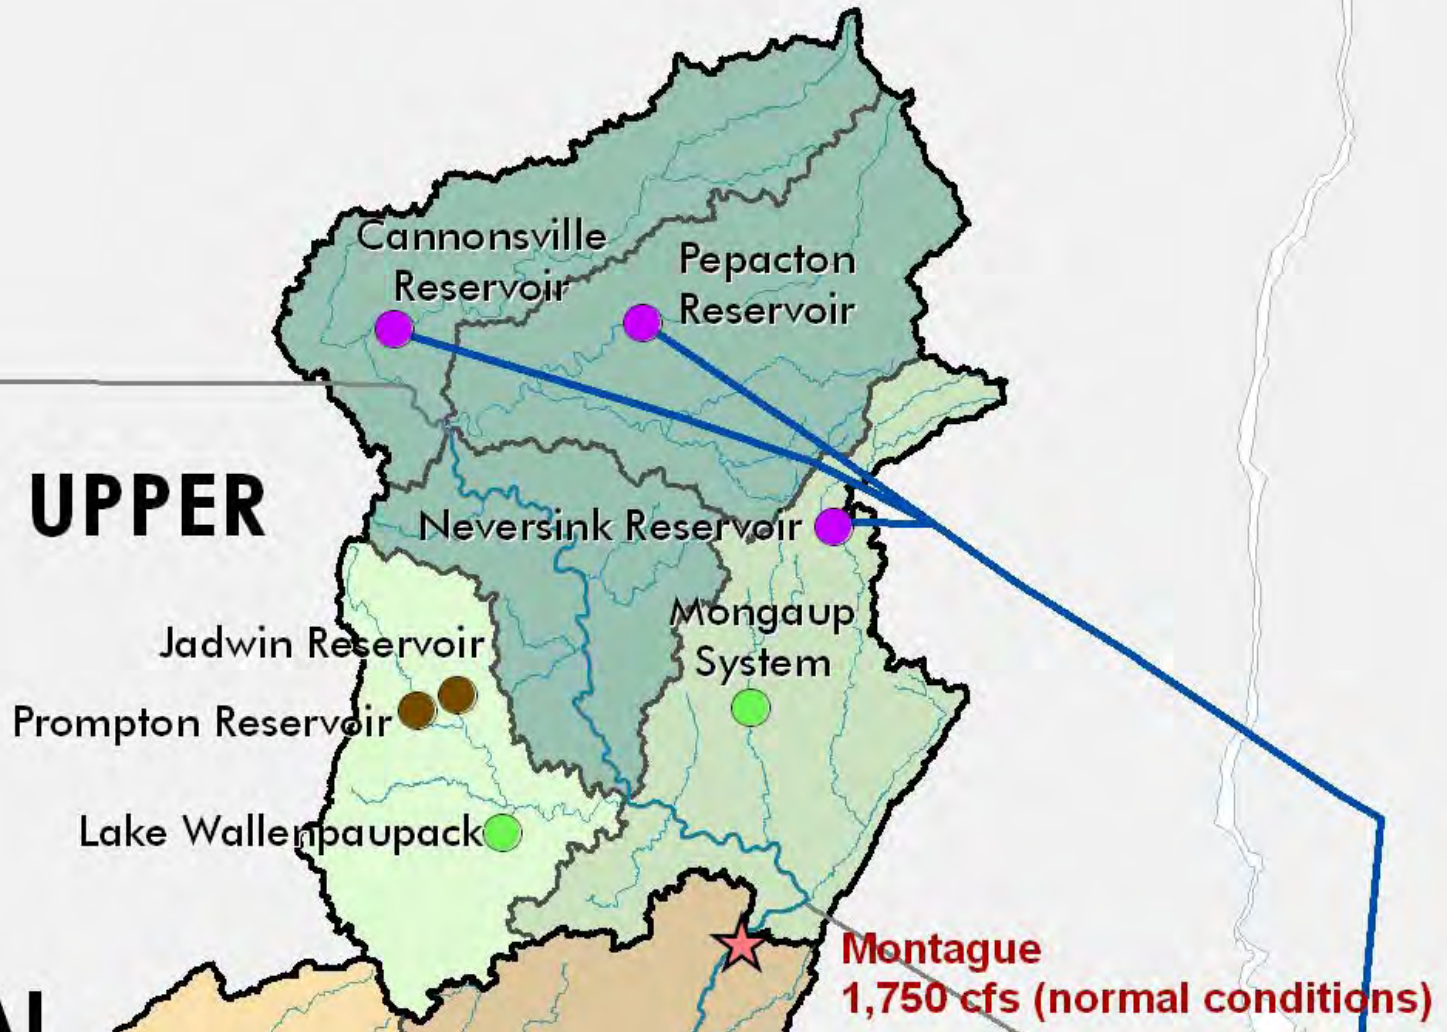 Cannonsville
Reservoir
Pepacton
Reservoir
UPPER
Neversink Reservoir
Mongaup
System
Jadwin Reservoir
Prompton Reservoir
Lake Wallenpaupack
Montague
1,750 cfs (normal conditions)